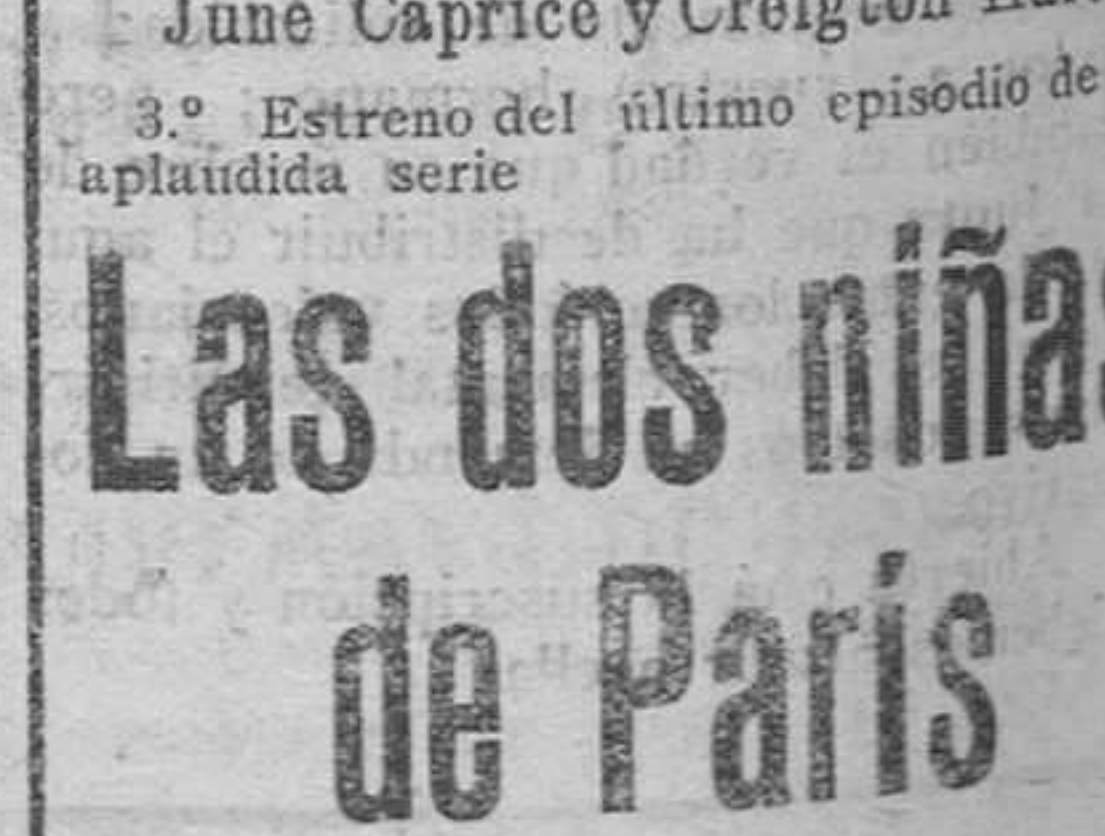 June Caprice y Creigton
3.º Estreno del último episodio de
aplaudida serie
Las dos niñas
de París